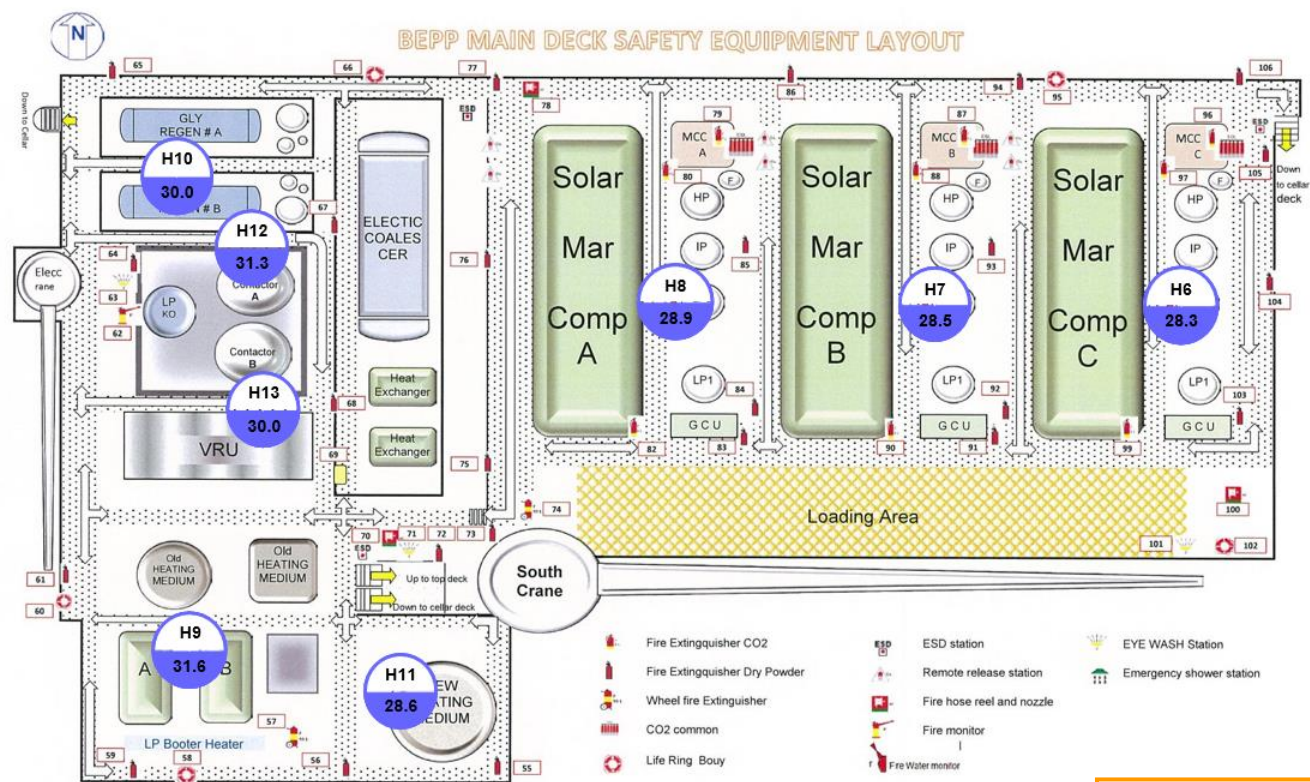 N
BEPP MAIN DECK SAFETY EQUIPMENT LAYOUT
65
66
77
86
94
95
106
Down to Cellar
GLY
REGEN # A
H10
30.0
REGEN # B
67
ESD
78
79
MCC
A
80
F
HP
IP
85
H8
28.9
LP1
84
GCU
83
82
Solar
Mar
Comp
A
Solar
Mar
Comp
B
87
MCC
B
88
F
HP
IP
93
H7
28.5
LP1
92
GCU
91
90
Solar
Mar
Comp
C
96
MCC
C
97
F
HP
IP
H6
28.3
LP1
103
GCU
99
ESD
105
Down
to cellar
deck
104
H12
31.3
ELECTIC
COALES
CER
76
64
63
62
Elecc
rane
LP
KO
Contactor
A
Contactor
B
H13
30.0
VRU
Heat
Exchanger
68
Heat
Exchanger
69
75
74
Loading Area
100
101
102
70
71
72
73
ESD
Old
HEATING
MEDIUM
Old
HEATING
MEDIUM
Up to top deck
Down to cellar deck
South
Crane
61
60
H9
31.6
A
B
H11
28.6
NEW
HEATING
MEDIUM
LP Booter Heater
57
59
58
56
55
Fire Extinqquisher CO2
Fire Extinqquisher Dry Powder
Wheel fire Extinquisher
CO2 common
Life Ring Bouy
ESD
ESD station
Remote release station
Fire hose reel and nozzle
Fire monitor
Fire Water monitor
EYE WASH Station
Emergency shower station